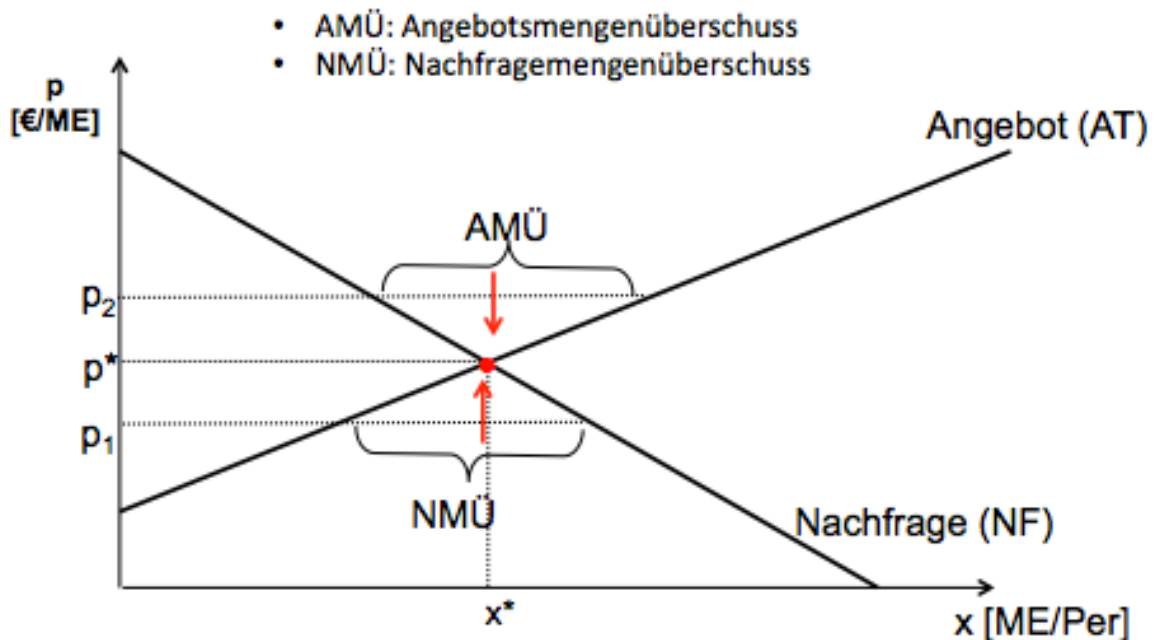 • AMÜ: Angebotsmengenüberschuss
• NMÜ: Nachfragemengenüberschuss
p
[€/ME]
Angebot (AT)
AMÜ
p₂
p*
p₁
NMÜ
Nachfrage (NF)
x*
x [ME/Per]